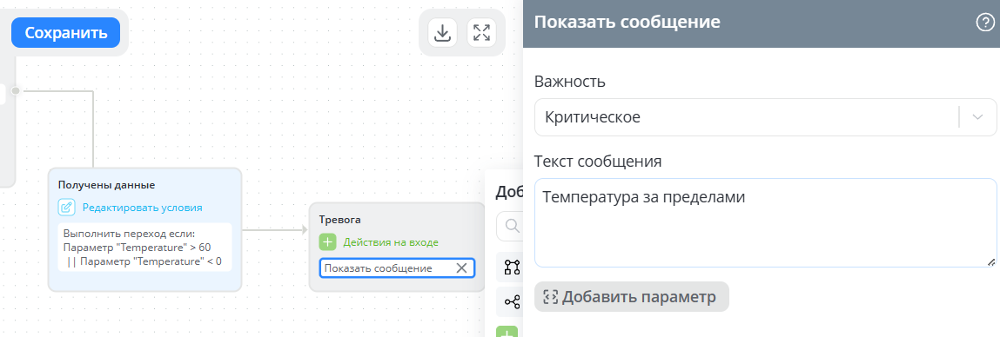 Сохранить
Получены данные
Редактировать условия
Выполнить переход если:
Параметр "Temperature" > 60
|| Параметр "Temperature" < 0
Тревога
Действия на входе
Показать сообщение
Показать сообщение
Важность
Критическое
Текст сообщения
Температура за пределами
Добавить параметр